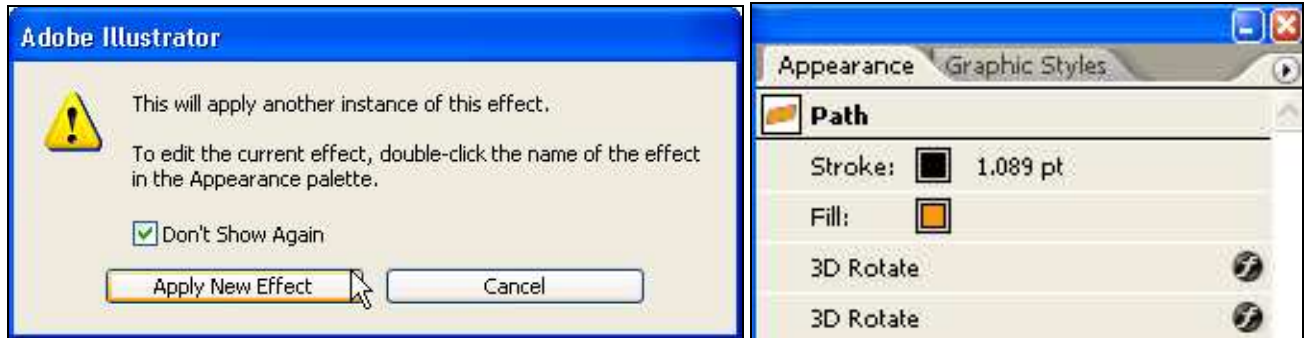 Adobe Illustrator
This will apply another instance of this effect.
To edit the current effect, double-click the name of the effect
in the Appearance palette.
Don't Show Again
Apply New Effect
Cancel
Appearance
Graphic Styles
Path
Stroke: 1.089 pt
Fill:
3D Rotate
3D Rotate